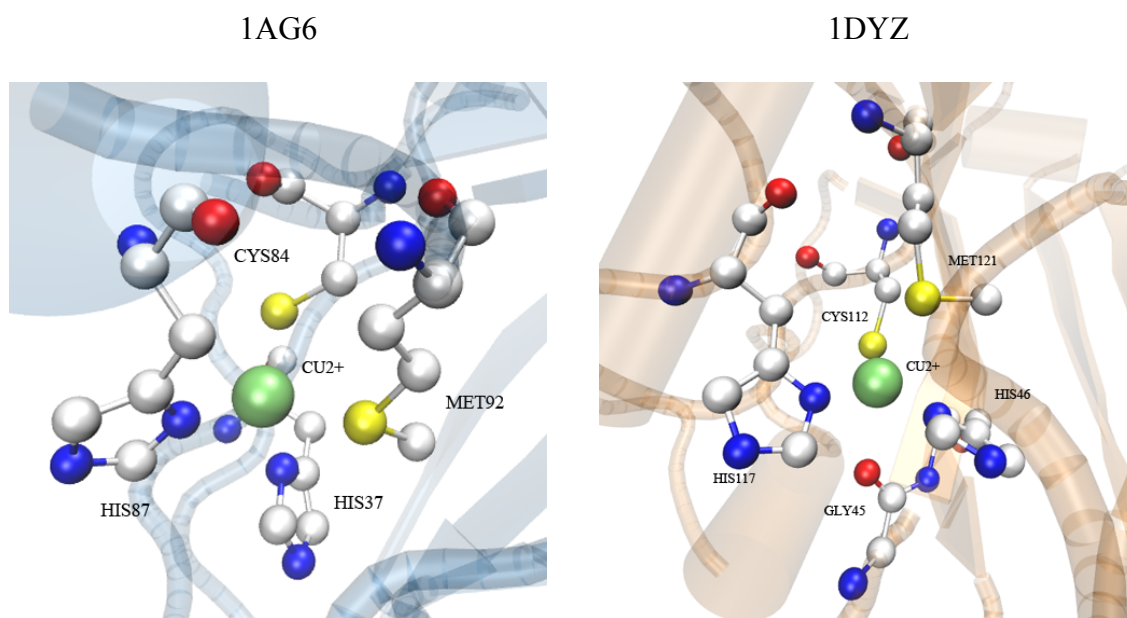 1AG6
1DYZ
CYS84
CU2+
MET92
HIS37
HIS87
MET121
CYS112
CU2+
HIS46
HIS117
GLY45